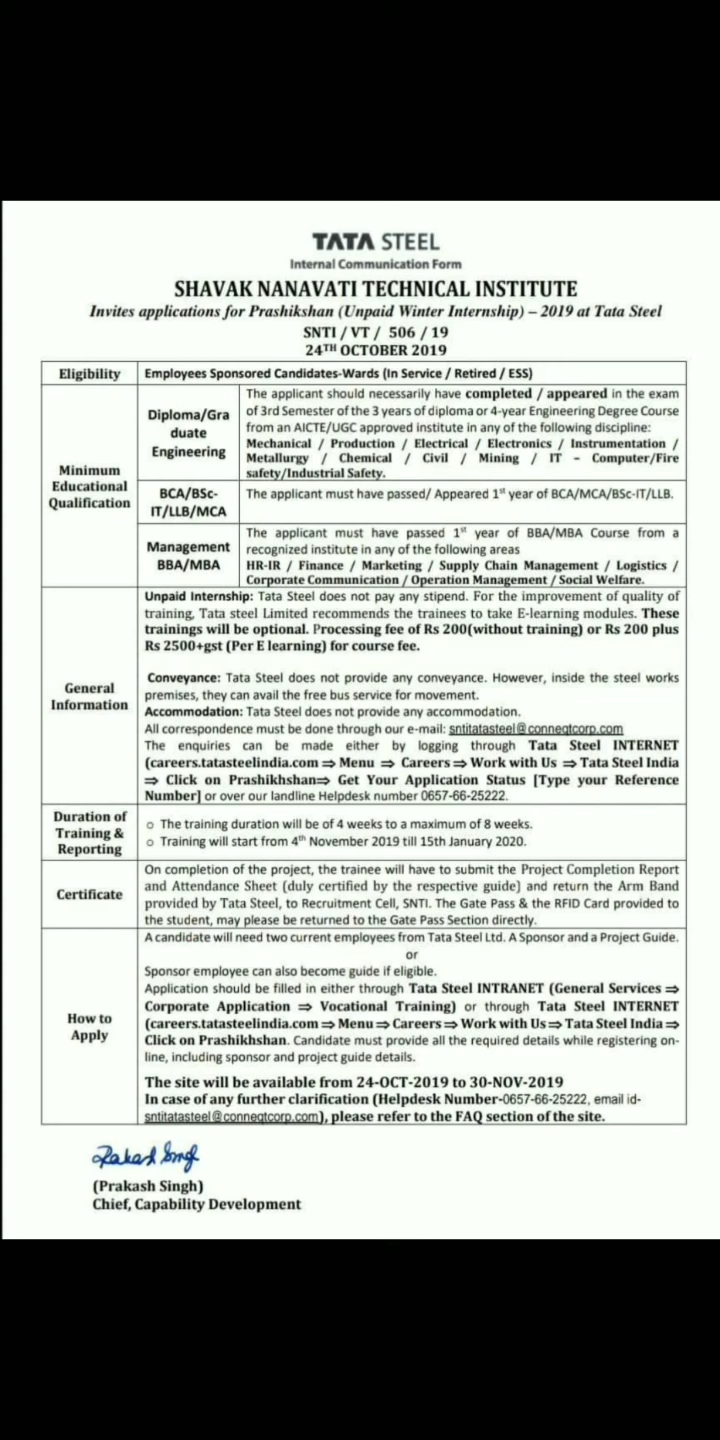 TATA STEEL
Internal Communication Form
SHAVAK NANAVATI TECHNICAL INSTITUTE
Invites applications for Prashikshan (Unpaid Winter Internship) – 2019 at Tata Steel
SNTI / VT / 506 / 19
24TH OCTOBER 2019
Eligibility
Employees Sponsored Candidates-Wards (In Service / Retired / ESS)
Minimum
Educational
Qualification
Diploma/Gra
duate
Engineering
The applicant should necessarily have completed / appeared in the exam
of 3rd Semester of the 3 years of diploma or 4-year Engineering Degree Course
from an AICTE/UGC approved institute in any of the following discipline:
Mechanical / Production / Electrical / Electronics / Instrumentation /
Metallurgy / Chemical / Civil / Mining / IT – Computer/Fire
safety/Industrial Safety.
BCA/BSc-
IT/LLB/MCA
The applicant must have passed/ Appeared 1st year of BCA/MCA/BSc-IT/LLB.
Management
BBA/MBA
The applicant must have passed 1st year of BBA/MBA Course from a
recognized institute in any of the following areas
HR-IR / Finance / Marketing / Supply Chain Management / Logistics /
Corporate Communication / Operation Management / Social Welfare.
General
Information
Unpaid Internship: Tata Steel does not pay any stipend. For the improvement of quality of
training, Tata steel Limited recommends the trainees to take E-learning modules. These
trainings will be optional. Processing fee of Rs 200(without training) or Rs 200 plus
Rs 2500+gst (Per E learning) for course fee.
Conveyance: Tata Steel does not provide any conveyance. However, inside the steel works
premises, they can avail the free bus service for movement.
Accommodation: Tata Steel does not provide any accommodation.
All correspondence must be done through our e-mail: sntitatasteel@conneqtcorp.com
The enquiries can be made either by logging through Tata Steel INTERNET
(careers.tatasteelindia.com ⇒ Menu ⇒ Careers ⇒ Work with Us ⇒ Tata Steel India
⇒ Click on Prashikhshan⇒ Get Your Application Status [Type your Reference
Number] or over our landline Helpdesk number 0657-66-25222.
Duration of
Training &
Reporting
o The training duration will be of 4 weeks to a maximum of 8 weeks.
o Training will start from 4th November 2019 till 15th January 2020.
Certificate
On completion of the project, the trainee will have to submit the Project Completion Report
and Attendance Sheet (duly certified by the respective guide) and return the Arm Band
provided by Tata Steel, to Recruitment Cell, SNTI. The Gate Pass & the RFID Card provided to
the student, may please be returned to the Gate Pass Section directly.
How to
Apply
A candidate will need two current employees from Tata Steel Ltd. A Sponsor and a Project Guide.
or
Sponsor employee can also become guide if eligible.
Application should be filled in either through Tata Steel INTRANET (General Services ⇒
Corporate Application ⇒ Vocational Training) or through Tata Steel INTERNET
(careers.tatasteelindia.com ⇒ Menu ⇒ Careers ⇒ Work with Us ⇒ Tata Steel India ⇒
Click on Prashikhshan. Candidate must provide all the required details while registering on-
line, including sponsor and project guide details.
The site will be available from 24-OCT-2019 to 30-NOV-2019
In case of any further clarification (Helpdesk Number-0657-66-25222, email id-
sntitatasteel@conneqtcorp.com), please refer to the FAQ section of the site.
Prakash Singh
(Prakash Singh)
Chief, Capability Development